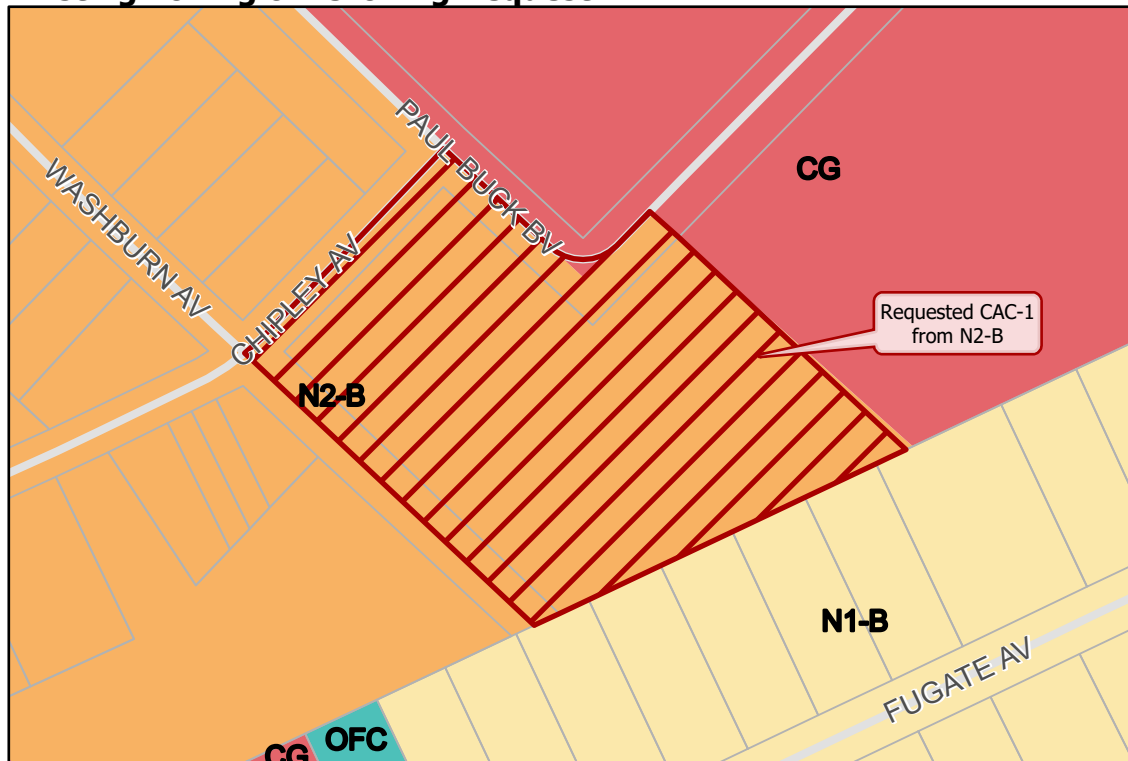 PAUL BUCK BV
WASHBURN AV
CG
CHIPLEY AV
Requested CAC-1
from N2-B
N2-B
N1-B
FUGATE AV
OFC
CG